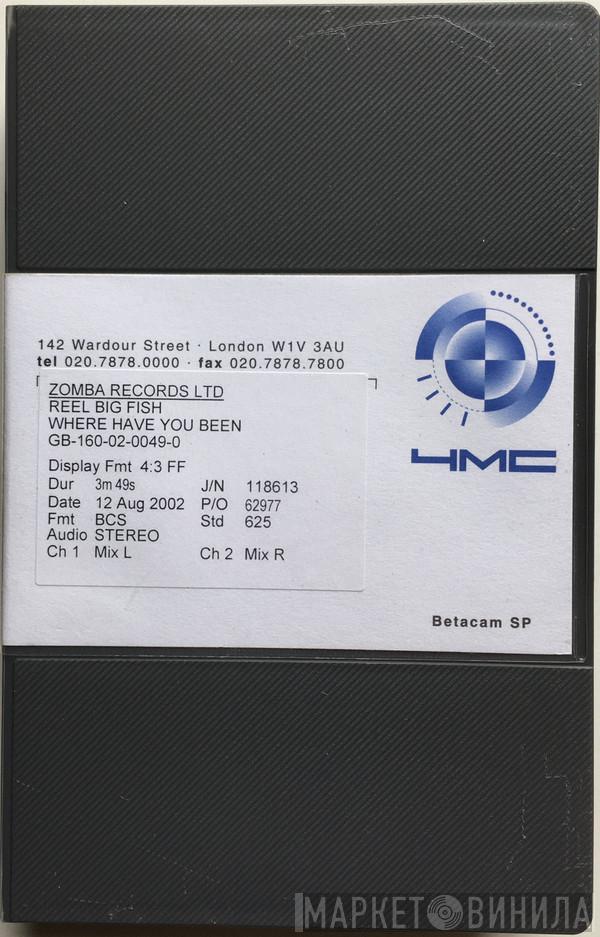 142 Wardour Street · London W1V 3AU
tel 020.7878.0000 · fax 020.7878.7800
ZOMBA RECORDS LTD
REEL BIG FISH
WHERE HAVE YOU BEEN
GB-160-02-0049-0
Display Fmt 4:3 FF
Dur 3m 49s J/N 118613
Date 12 Aug 2002 P/O 62977
Fmt BCS Std 625
Audio STEREO
Ch 1 Mix L Ch 2 Mix R
4MC
Betacam SP
МАРКЕТ ВИНИЛА